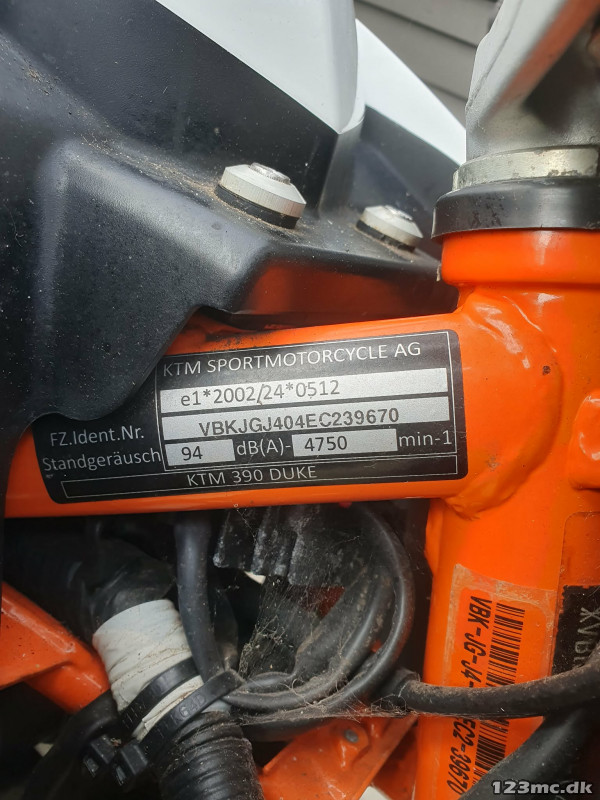 KTM SPORTMOTORCYCLE AG
e1*2002/24*0512
FZ.Ident.Nr. VBKJGJ404EC239670
Standgeräusch 94 dB(A)- 4750 min-1
KTM 390 DUKE
123mc.dk